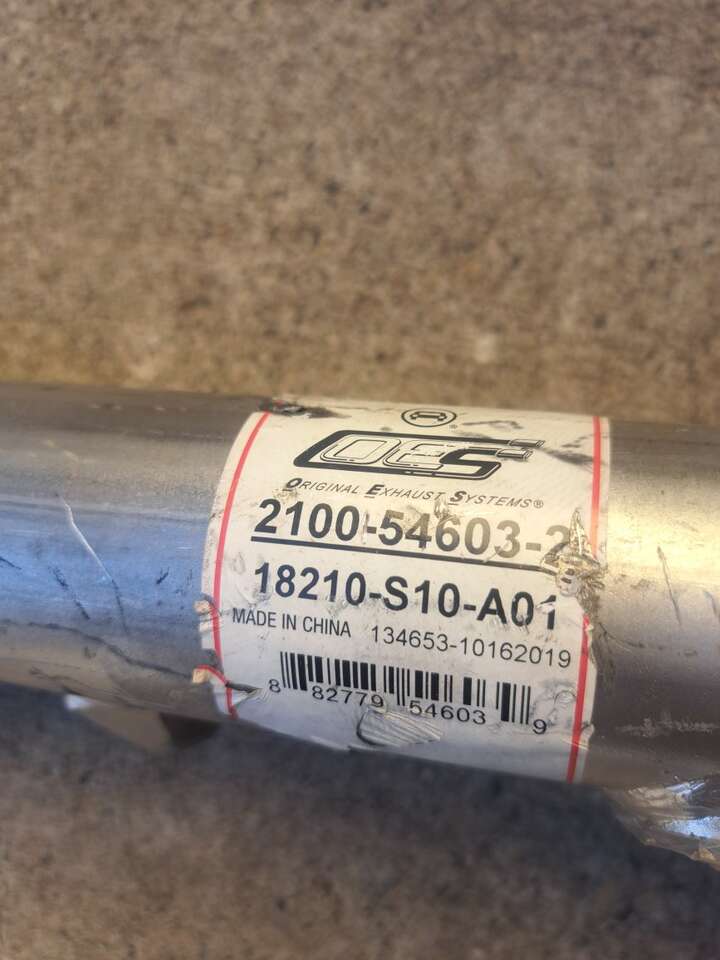 OES
ORIGINAL EXHAUST SYSTEMS®
2100-54603-2
18210-S10-A01
MADE IN CHINA 134653-10162019
8 82779 54603 9